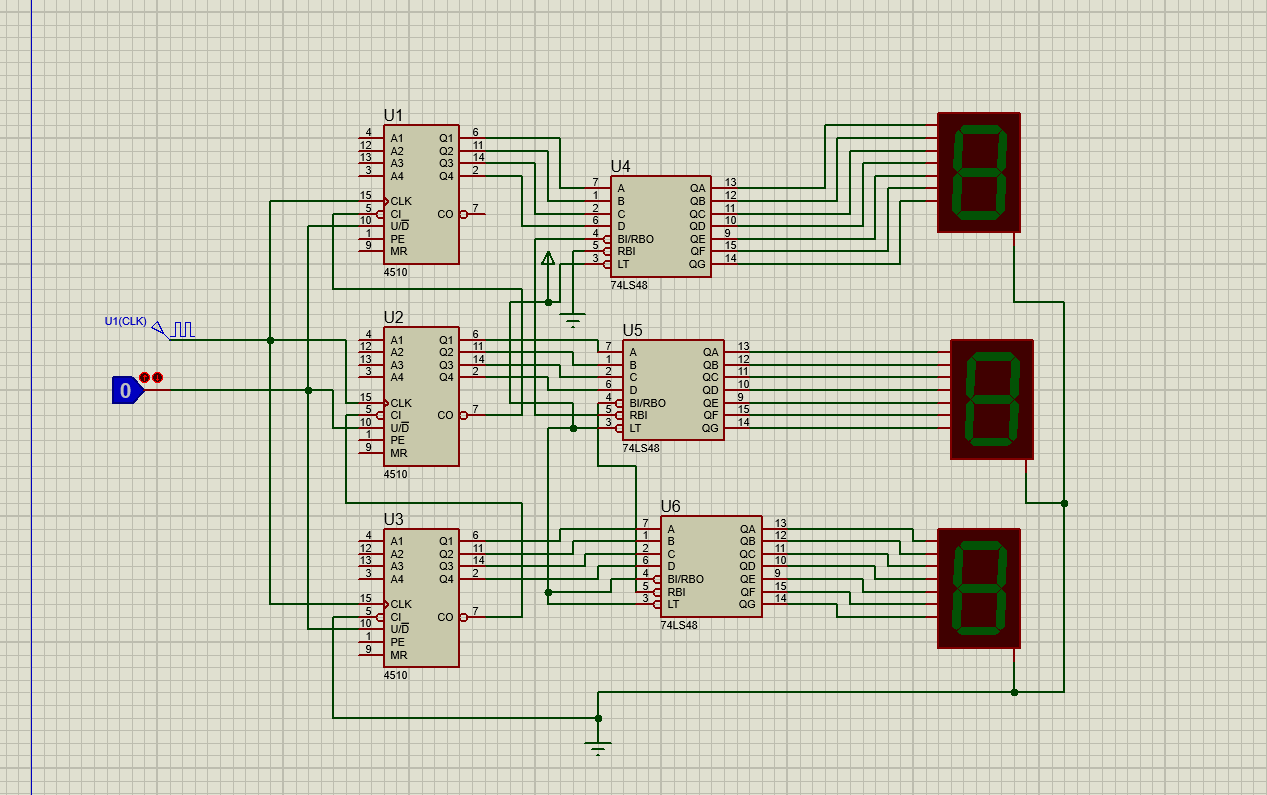 U1
4 A1 Q1 6
12 A2 Q2 11
13 A3 Q3 14
3 A4 Q4 2
15 CLK
5 CI CO 7
10 U/D
1 PE
9 MR
4510
U4
7 A QA 13
1 B QB 12
2 C QC 11
6 D QD 10
4 BI/RBO QE 9
5 RBI QF 15
3 LT QG 14
74LS48
U1(CLK)
0
U2
4 A1 Q1 6
12 A2 Q2 11
13 A3 Q3 14
3 A4 Q4 2
15 CLK
5 CI CO 7
10 U/D
1 PE
9 MR
4510
U5
7 A QA 13
1 B QB 12
2 C QC 11
6 D QD 10
4 BI/RBO QE 9
5 RBI QF 15
3 LT QG 14
74LS48
U3
4 A1 Q1 6
12 A2 Q2 11
13 A3 Q3 14
3 A4 Q4 2
15 CLK
5 CI CO 7
10 U/D
1 PE
9 MR
4510
U6
7 A QA 13
1 B QB 12
2 C QC 11
6 D QD 10
4 BI/RBO QE 9
5 RBI QF 15
3 LT QG 14
74LS48